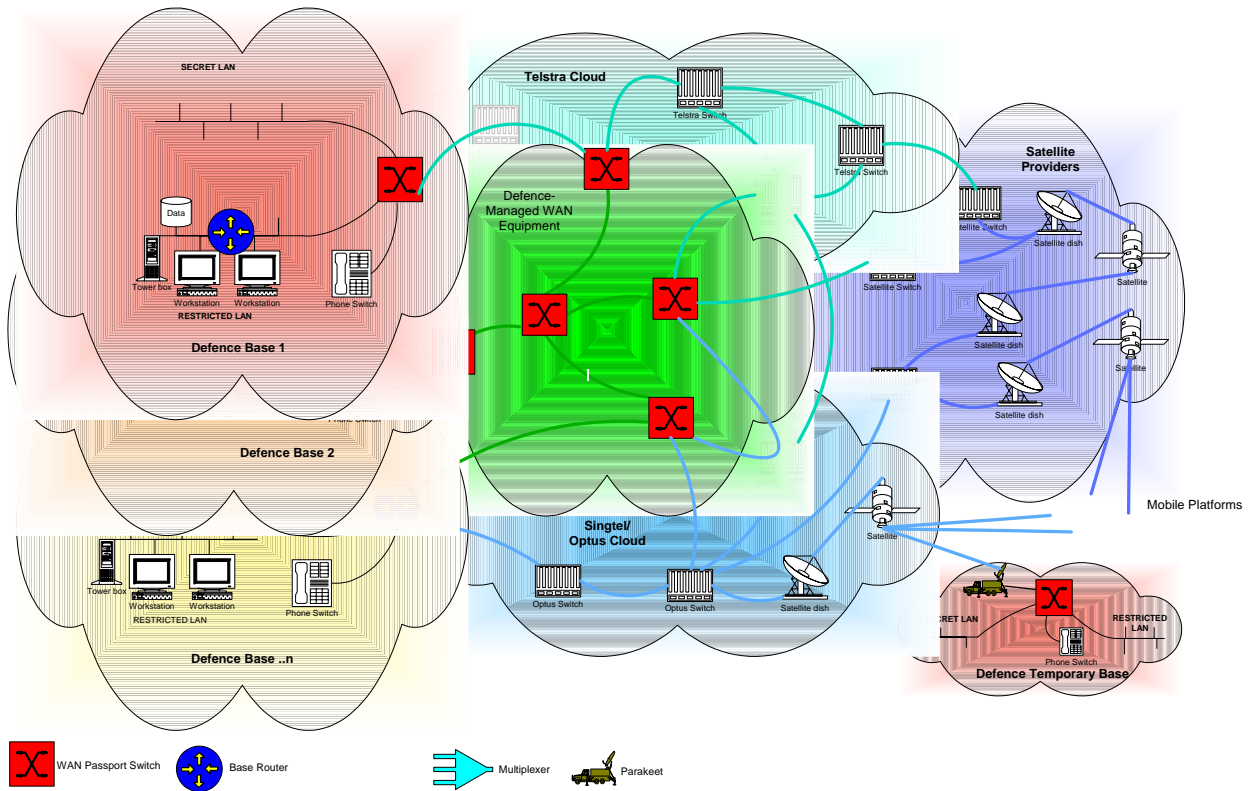 SECRET LAN
Data
Tower box
Workstation
Workstation
Phone Switch
RESTRICTED LAN
Defence Base 1
Defence Base 2
Tower box
Workstation
Workstation
Phone Switch
RESTRICTED LAN
Defence Base ..n
Telstra Cloud
Telstra Switch
Telstra Switch
Defence-
Managed WAN
Equipment
Satellite
Providers
Satellite dish
Satellite
Satellite Switch
Satellite dish
Satellite dish
Mobile Platforms
Singtel/
Optus Cloud
Satellite
Optus Switch
Optus Switch
Satellite dish
LAN
RESTRICTED
LAN
Phone Switch
Defence Temporary Base
WAN Passport Switch
Base Router
Multiplexer
Parakeet